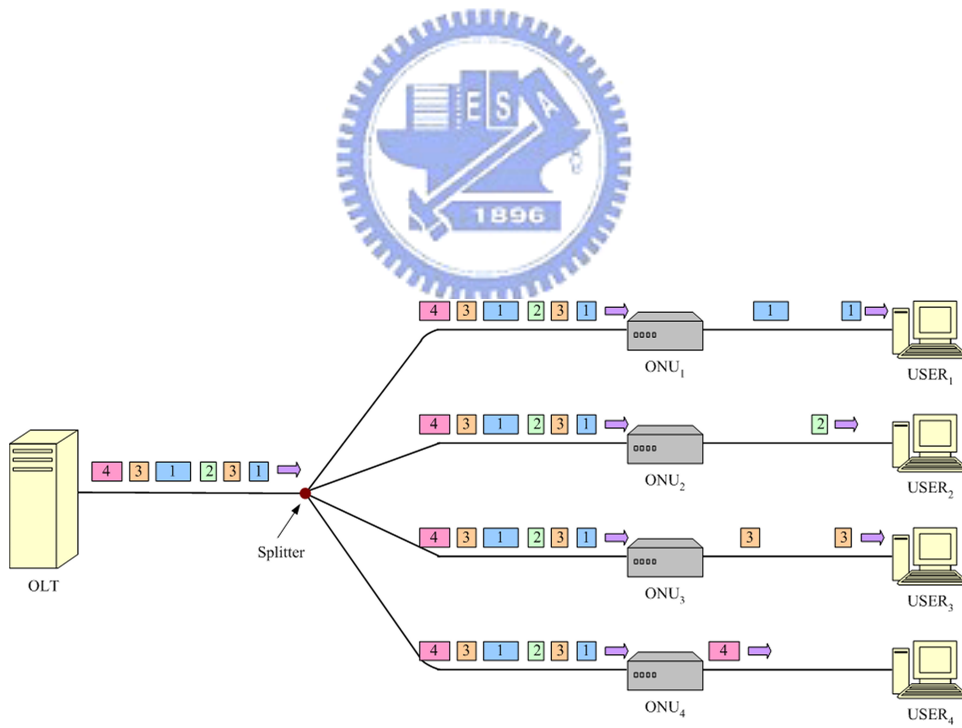 ESA
1896
4 3 1 2 3 1
1 1
ONU₁
USER₁
4 3 1 2 3 1
2
ONU₂
USER₂
4 3 1 2 3 1
OLT
Splitter
4 3 1 2 3 1
3 3
ONU₃
USER₃
4 3 1 2 3 1
4
ONU₄
USER₄